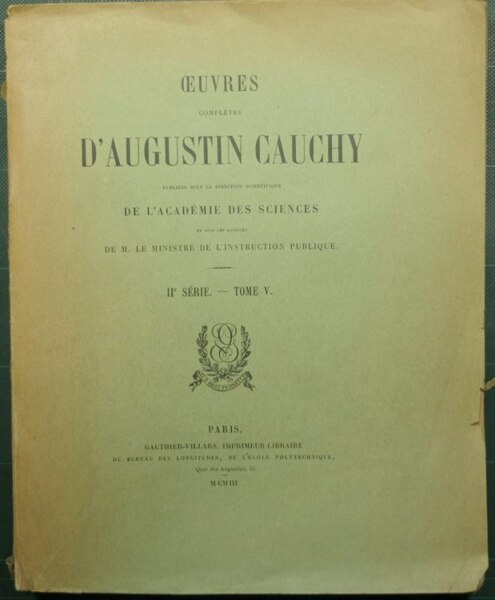 ŒUVRES
COMPLÈTES
D'AUGUSTIN CAUCHY
PUBLIÉES SOUS LA DIRECTION SCIENTIFIQUE
DE L'ACADÉMIE DES SCIENCES
ET SOUS LES AUSPICES
DE M. LE MINISTRE DE L'INSTRUCTION PUBLIQUE.
IIe SÉRIE. — TOME V.
PARIS,
GAUTHIER-VILLARS, IMPRIMEUR-LIBRAIRE
DU BUREAU DES LONGITUDES, DE L'ÉCOLE POLYTECHNIQUE,
Quai des Augustins, 55
MCMIII